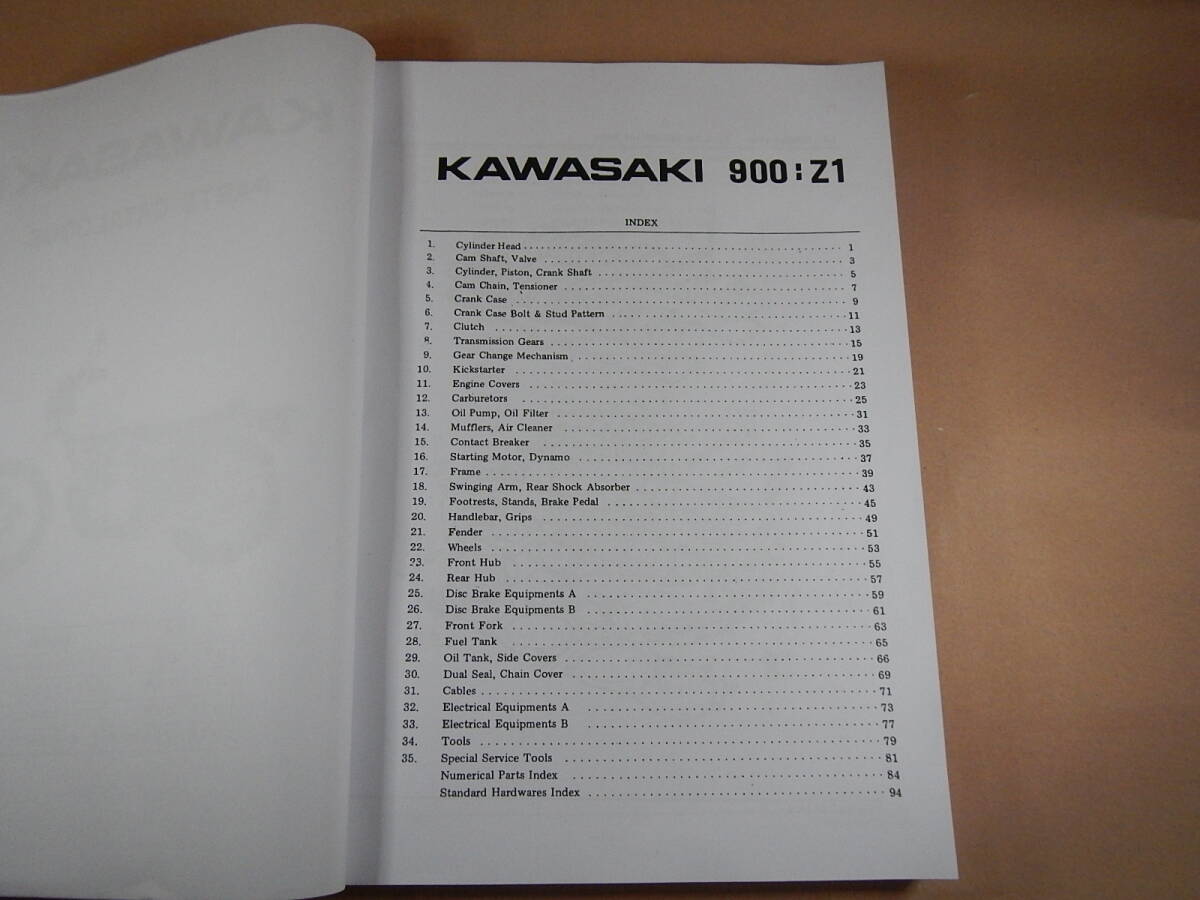 KAWASAKI 900:Z1
INDEX
1. Cylinder Head 1
2. Cam Shaft, Valve 3
3. Cylinder, Piston, Crank Shaft 5
4. Cam Chain, Tensioner 7
5. Crank Case 9
6. Crank Case Bolt & Stud Pattern 11
7. Clutch 13
8. Transmission Gears 15
9. Gear Change Mechanism 19
10. Kickstarter 21
11. Engine Covers 23
12. Carburetors 25
13. Oil Pump, Oil Filter 31
14. Mufflers, Air Cleaner 33
15. Contact Breaker 35
16. Starting Motor, Dynamo 37
17. Frame 39
18. Swinging Arm, Rear Shock Absorber 43
19. Footrests, Stands, Brake Pedal 45
20. Handlebar, Grips 49
21. Fender 51
22. Wheels 53
23. Front Hub 55
24. Rear Hub 57
25. Disc Brake Equipments A 59
26. Disc Brake Equipments B 61
27. Front Fork 63
28. Fuel Tank 65
29. Oil Tank, Side Covers 66
30. Dual Seal, Chain Cover 69
31. Cables 71
32. Electrical Equipments A 73
33. Electrical Equipments B 77
34. Tools 79
35. Special Service Tools 81
Numerical Parts Index 84
Standard Hardwares Index 94